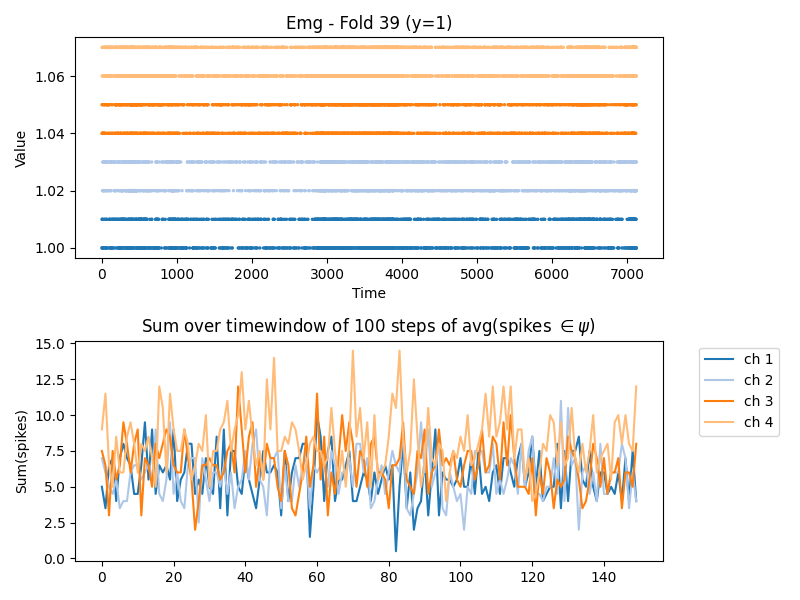 Emg - Fold 39 (y=1)
1.06
1.04
1.02
1.00
Value
0 1000 2000 3000 4000 5000 6000 7000
Time
Sum over timewindow of 100 steps of avg(spikes ∈ ψ)
15.0
12.5
10.0
7.5
5.0
2.5
0.0
Sum(spikes)
0 20 40 60 80 100 120 140
ch 1
ch 2
ch 3
ch 4